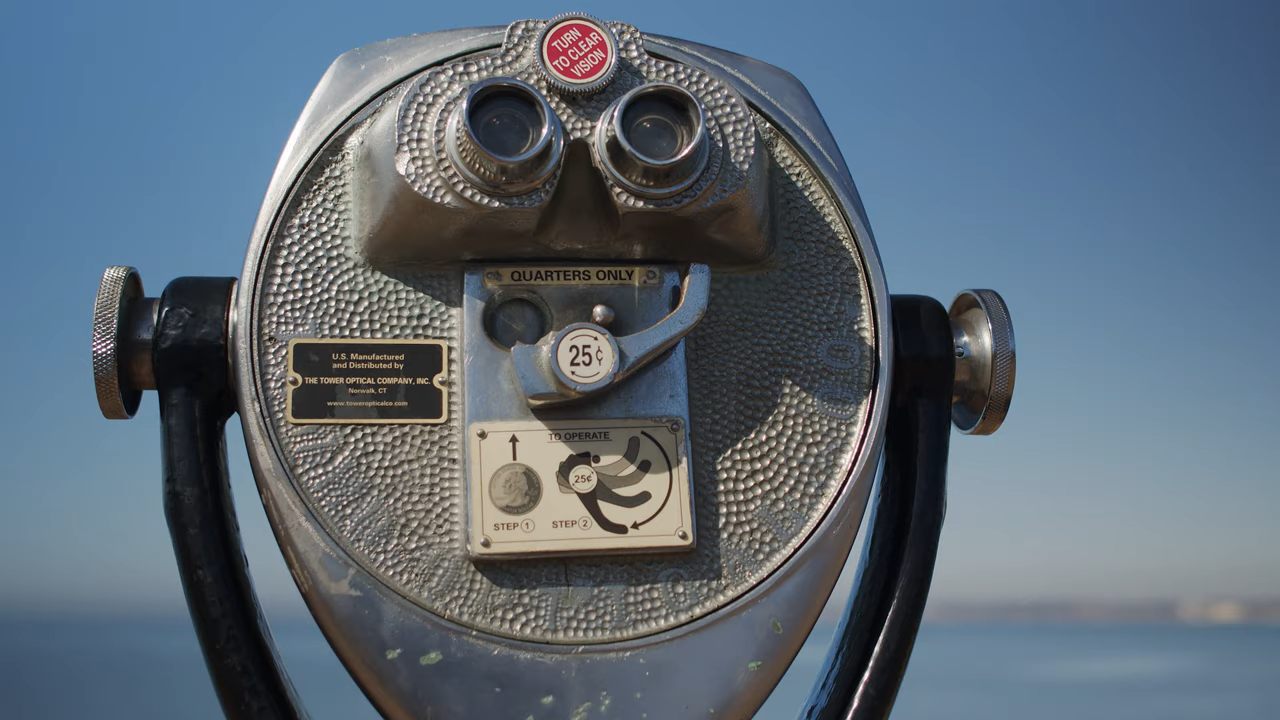 TURN
TO CLEAR
VISION
QUARTERS ONLY
25¢
U.S. Manufactured
and Distributed by
THE TOWER OPTICAL COMPANY, INC.
Norwalk, CT
www.toweropticalco.com
TO OPERATE
25¢
STEP 1 STEP 2